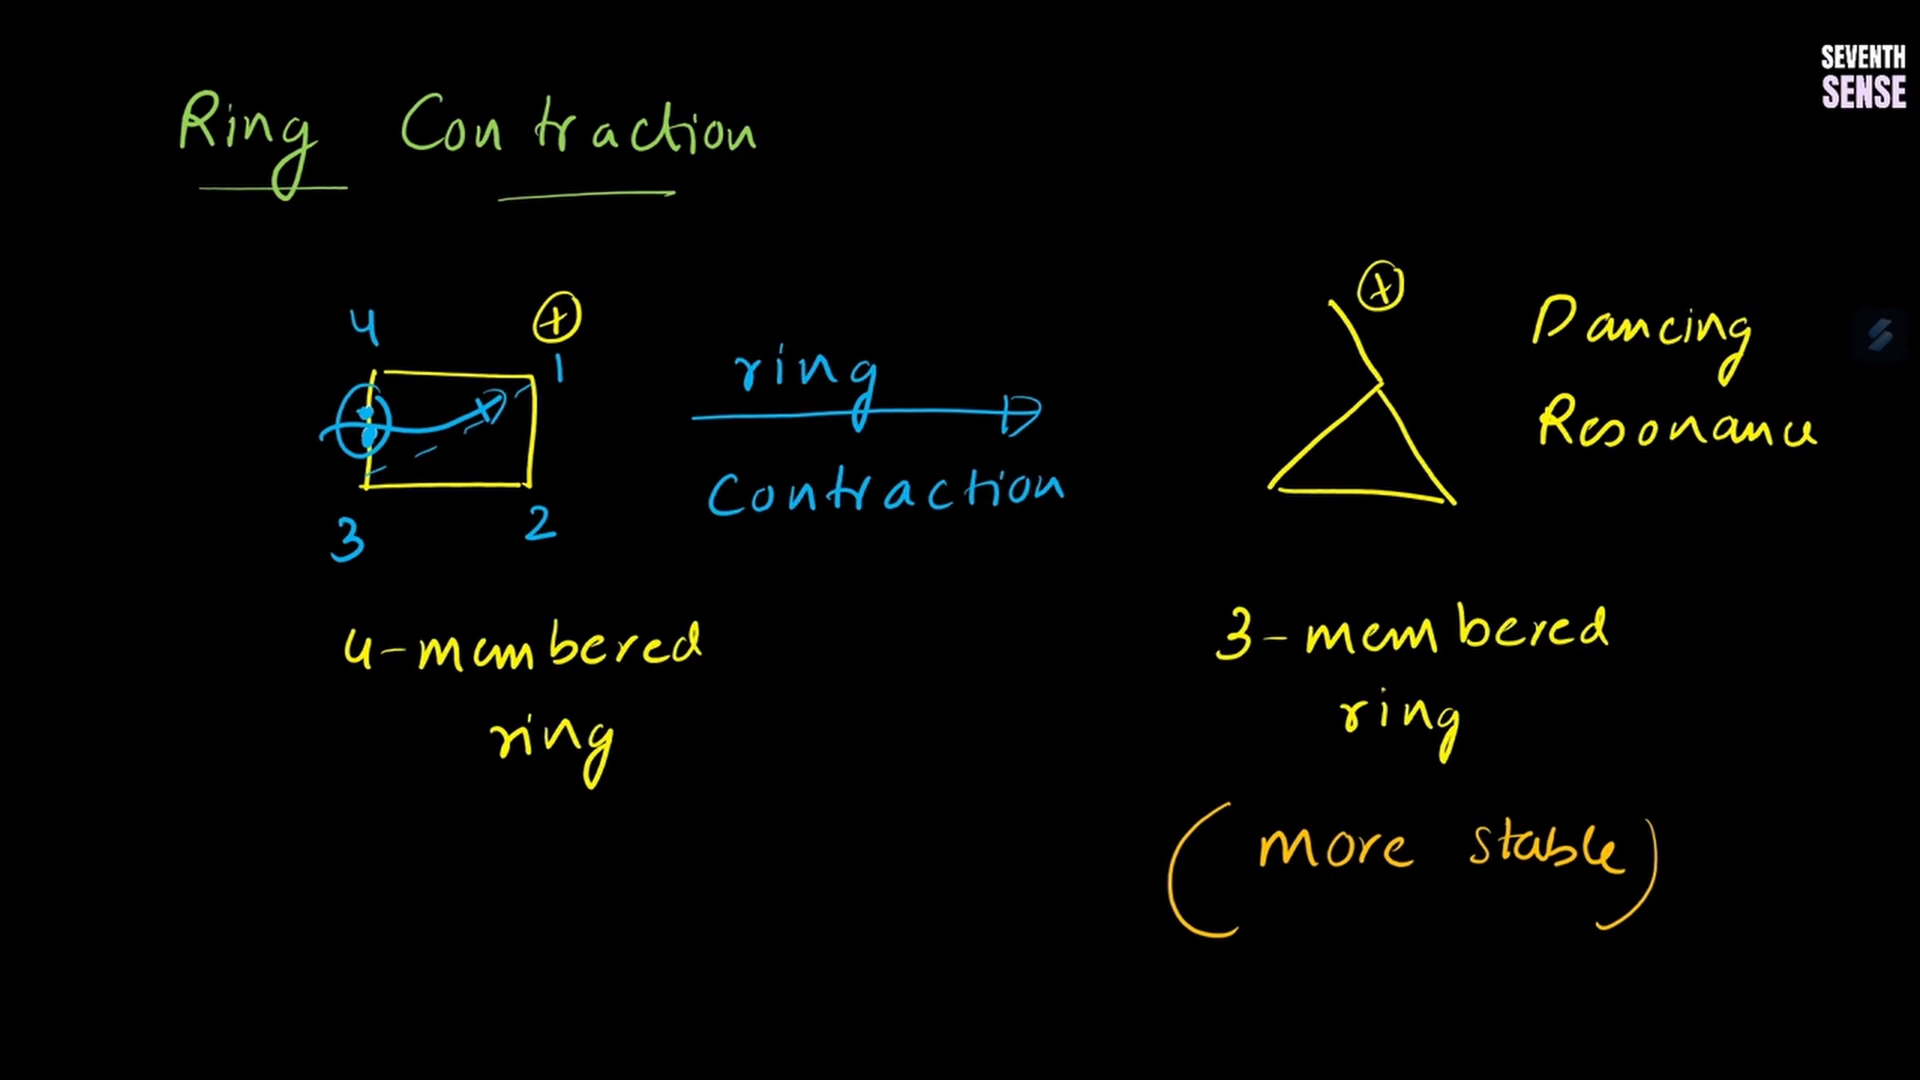 SEVENTH
SENSE
Ring Contraction
4 ⊕
1
3 2
ring
Contraction
⊕
Dancing
Resonance
4-membered
ring
3-membered
ring
(more stable)